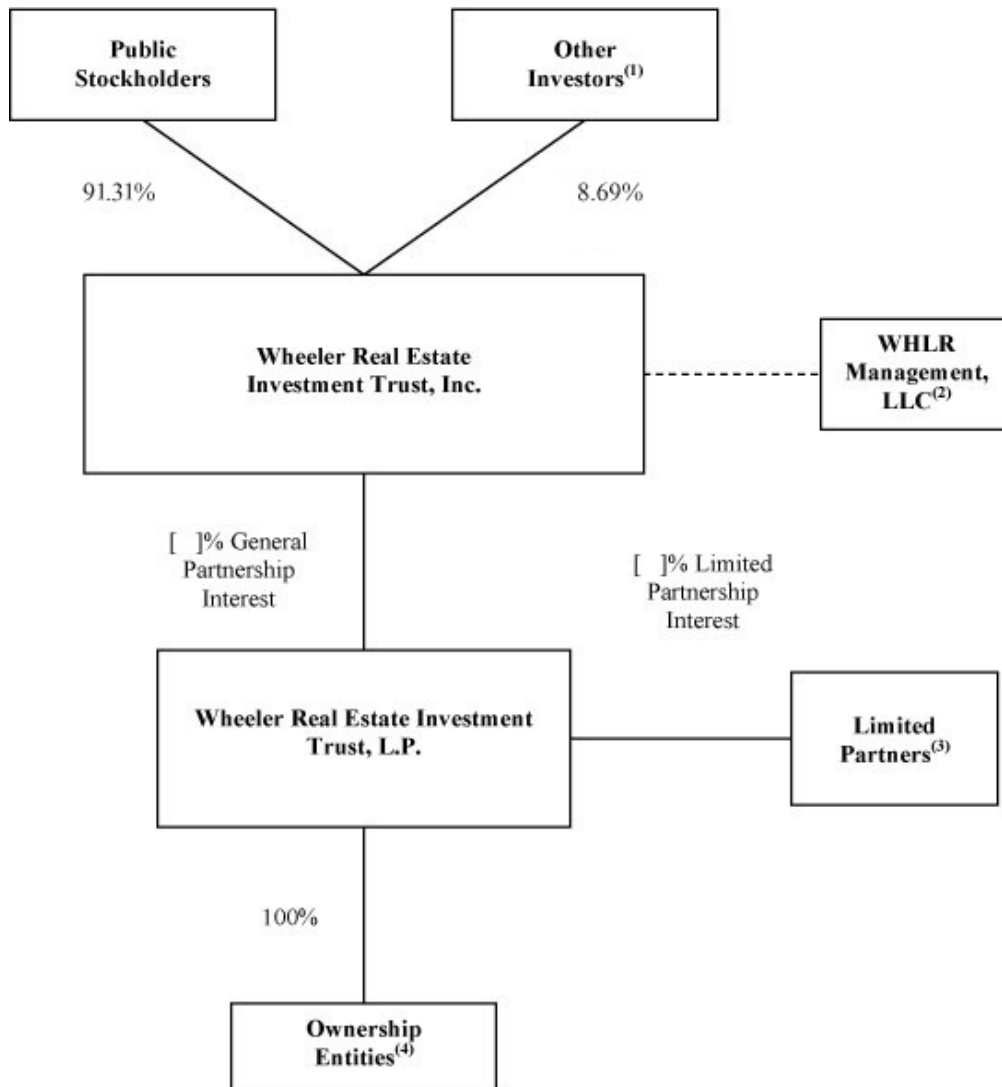 Public
Stockholders
Other
Investors(1)
91.31%
8.69%
Wheeler Real Estate
Investment Trust, Inc.
WHLR
Management,
LLC(2)
[ ]% General
Partnership
Interest
[ ]% Limited
Partnership
Interest
Wheeler Real Estate Investment
Trust, L.P.
Limited
Partners(3)
100%
Ownership
Entities(4)